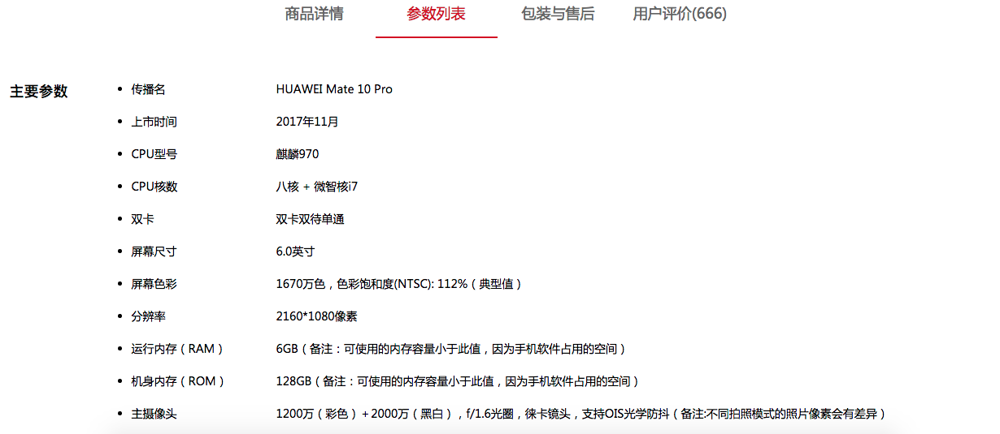 商品详情 参数列表 包装与售后 用户评价(666)
主要参数 • 传播名 HUAWEI Mate 10 Pro
• 上市时间 2017年11月
• CPU型号 麒麟970
• CPU核数 八核 + 微智核i7
• 双卡 双卡双待单通
• 屏幕尺寸 6.0英寸
• 屏幕色彩 1670万色，色彩饱和度(NTSC): 112%（典型值）
• 分辨率 2160*1080像素
• 运行内存（RAM） 6GB（备注：可使用的内存容量小于此值，因为手机软件占用的空间）
• 机身内存（ROM） 128GB（备注：可使用的内存容量小于此值，因为手机软件占用的空间）
• 主摄像头 1200万（彩色）＋2000万（黑白），f/1.6光圈，徕卡镜头，支持OIS光学防抖（备注:不同拍照模式的照片像素会有差异）